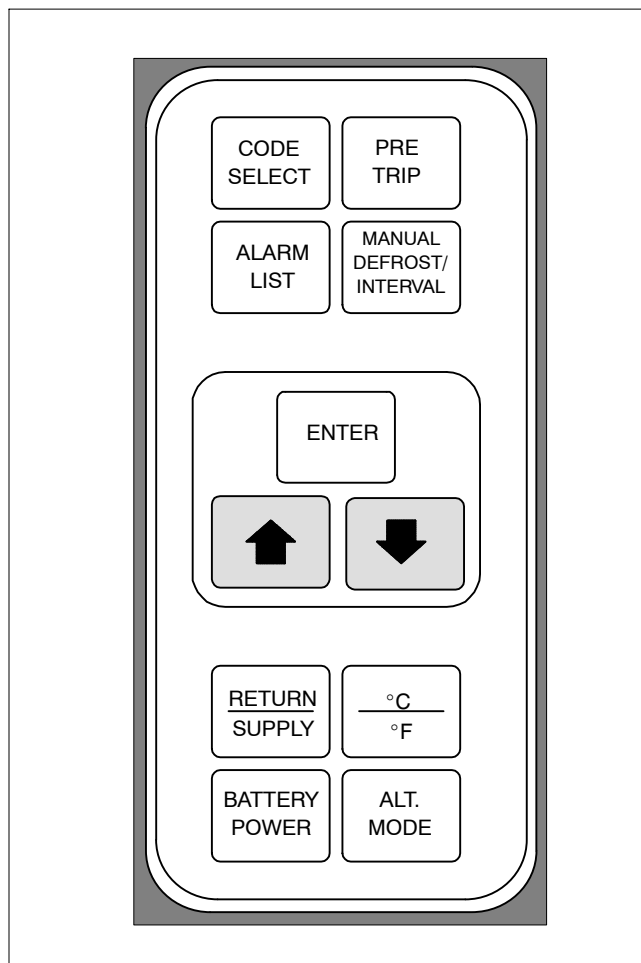 CODE
SELECT
PRE
TRIP
ALARM
LIST
MANUAL
DEFROST/
INTERVAL
ENTER
RETURN
SUPPLY
°C
°F
BATTERY
POWER
ALT.
MODE